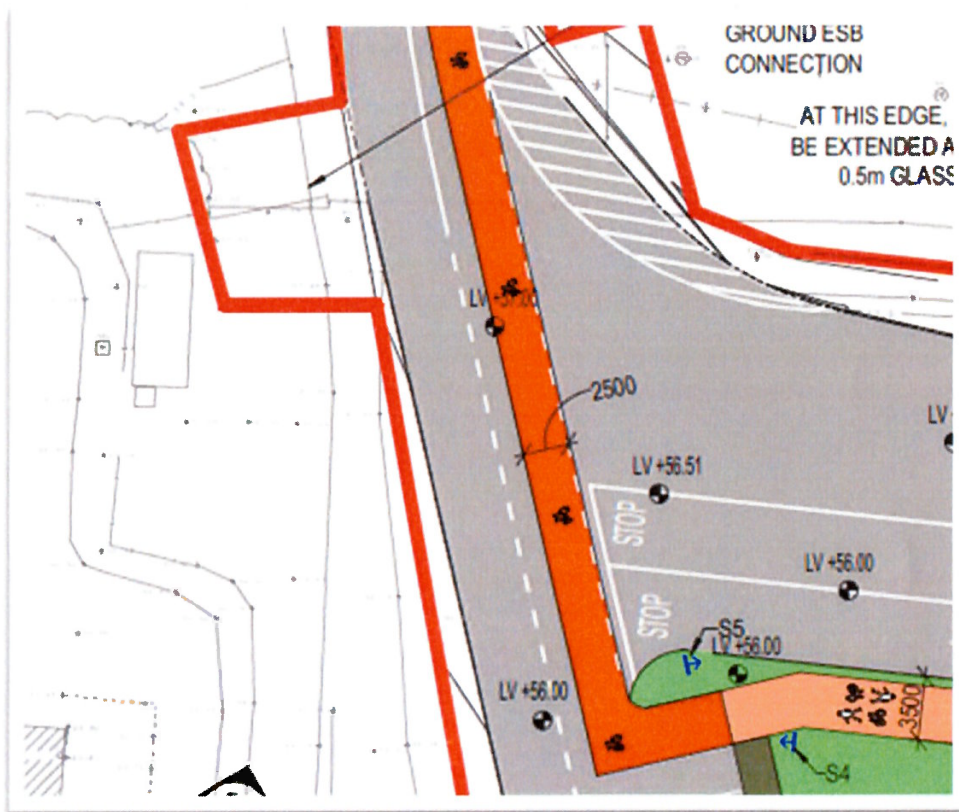 GROUND ESB
CONNECTION
AT THIS EDGE,
BE EXTENDED A
0.5m GLASS
2500
LV +56.51
STOP
LV +56.00
STOP
S5
LV +56.00
LV +56.00
3500
S4